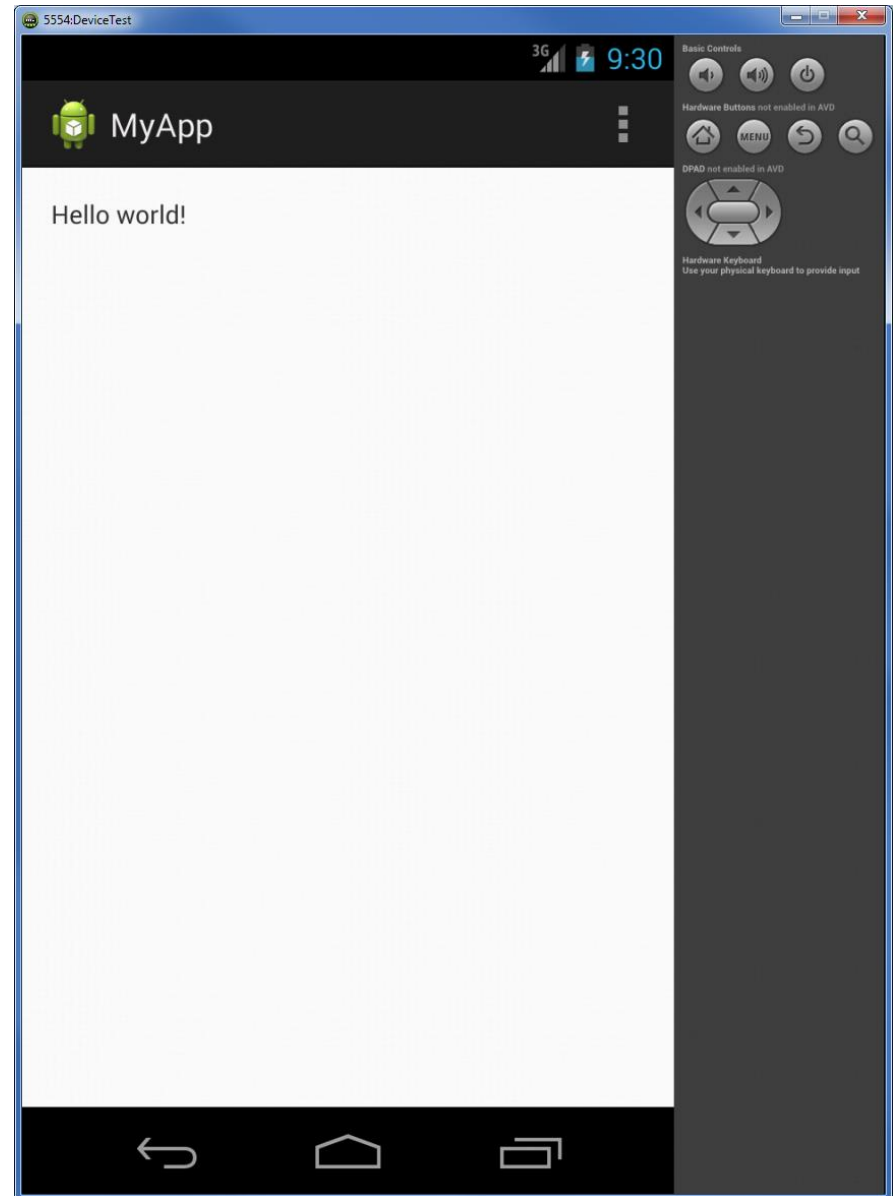 5554:DeviceTest
3G 9:30
MyApp
Hello world!
Basic Controls
Hardware Buttons not enabled in AVD
MENU
DPAD not enabled in AVD
Hardware Keyboard
Use your physical keyboard to provide input